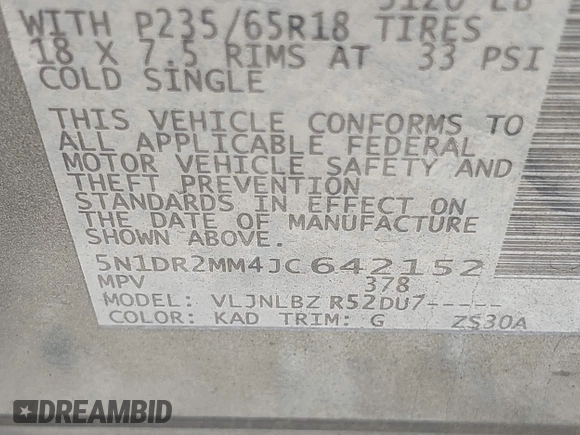 3120 LB
WITH P235/65R18 TIRES
18 X 7.5 RIMS AT 33 PSI
COLD SINGLE
THIS VEHICLE CONFORMS TO
ALL APPLICABLE FEDERAL
MOTOR VEHICLE SAFETY AND
THEFT PREVENTION
STANDARDS IN EFFECT ON
THE DATE OF MANUFACTURE
SHOWN ABOVE.
5N1DR2MM4JC642152
MPV 378
MODEL: VLJNLBZ R52DU7-----
COLOR: KAD TRIM: G ZS30A
DREAMBID